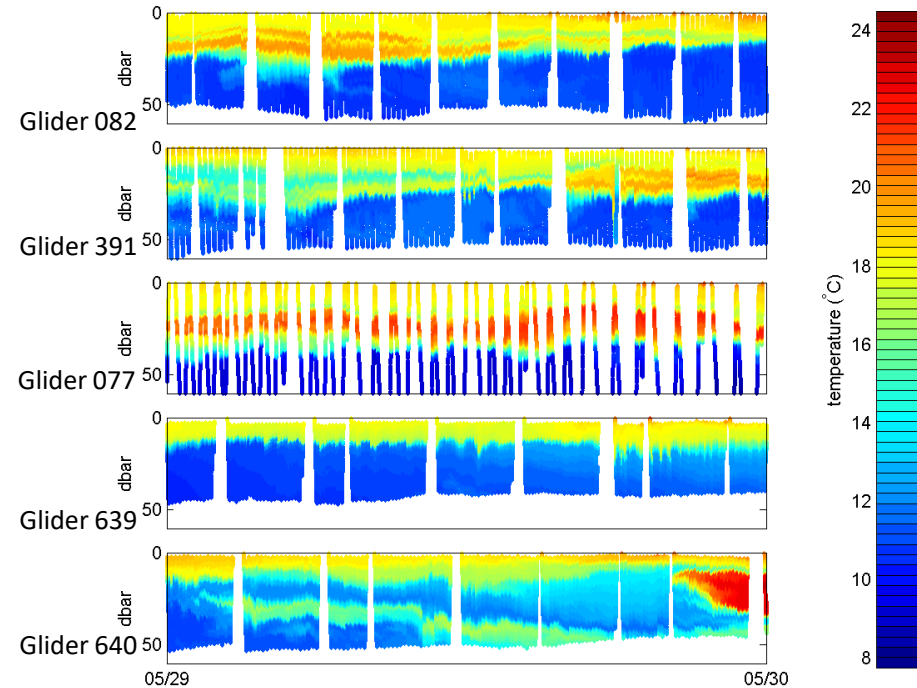 0
dbar
50
Glider 082
0
dbar
50
Glider 391
0
dbar
50
Glider 077
0
dbar
50
Glider 639
0
dbar
50
Glider 640
05/29
05/30
24
22
20
18
16
14
12
10
8
temperature (°C)